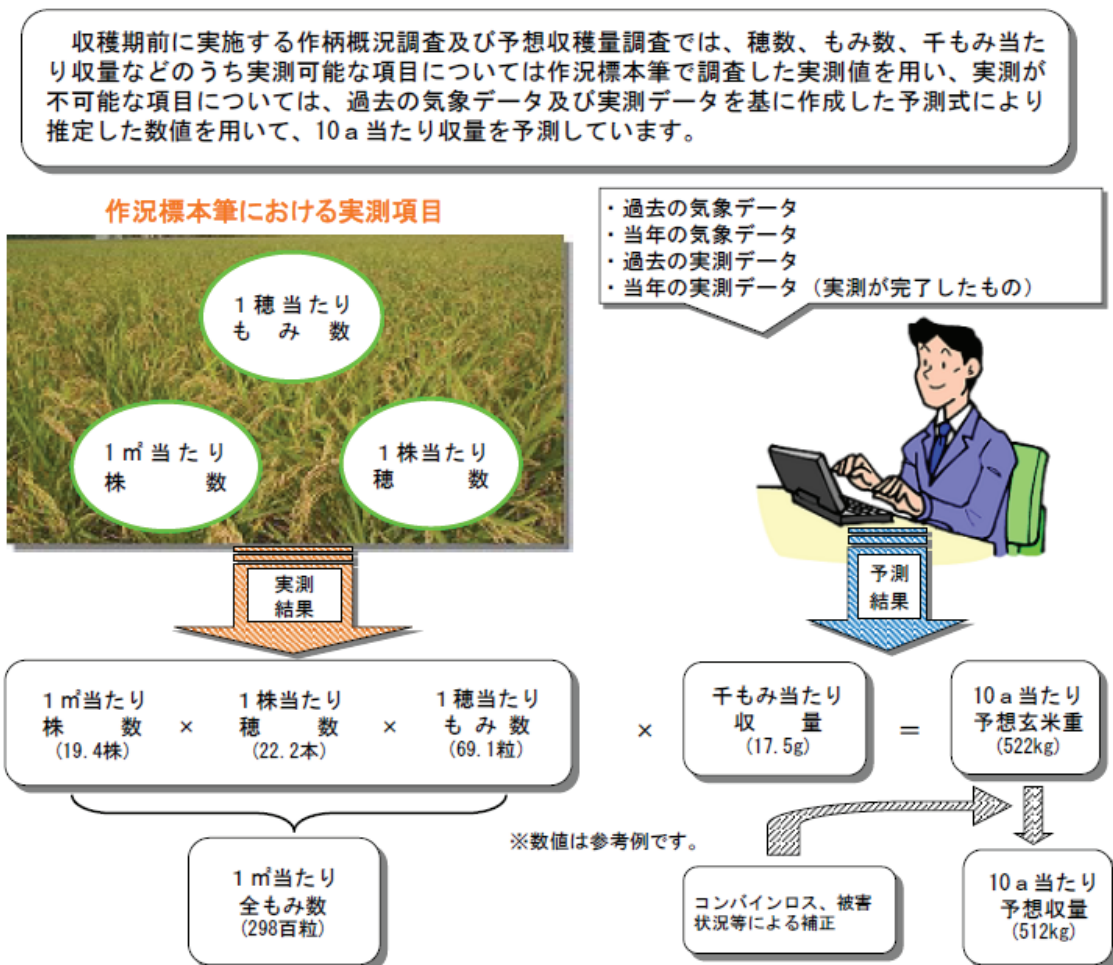 収穫期前に実施する作柄概況調査及び予想収穫量調査では、穂数、もみ数、千もみ当た
り収量などのうち実測可能な項目については作況標本筆で調査した実測値を用い、実測が
不可能な項目については、過去の気象データ及び実測データを基に作成した予測式により
推定した数値を用いて、10a当たり収量を予測しています。
作況標本筆における実測項目
・過去の気象データ
・当年の気象データ
・過去の実測データ
・当年の実測データ（実測が完了したもの）
1穂当たり
もみ数
1㎡当たり
株数
1株当たり
穂数
実測
結果
予測
結果
1㎡当たり
株数
(19.4株)
×
1株当たり
穂数
(22.2本)
×
1穂当たり
もみ数
(69.1粒)
×
千もみ当たり
収量
(17.5g)
＝
10a当たり
予想玄米重
(522kg)
※数値は参考例です。
1㎡当たり
全もみ数
(298百粒)
コンバインロス、被害
状況等による補正
10a当たり
予想収量
(512kg)